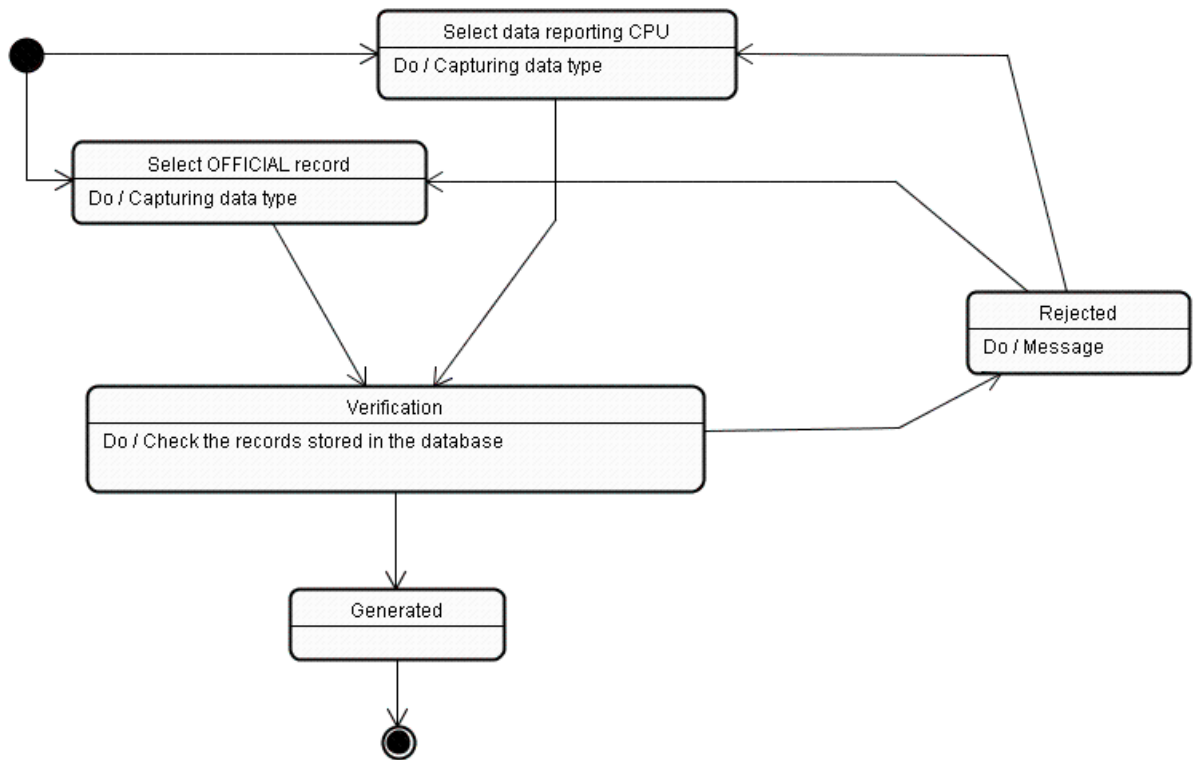 Select data reporting CPU
Do / Capturing data type
Select OFFICIAL record
Do / Capturing data type
Rejected
Do / Message
Verification
Do / Check the records stored in the database
Generated